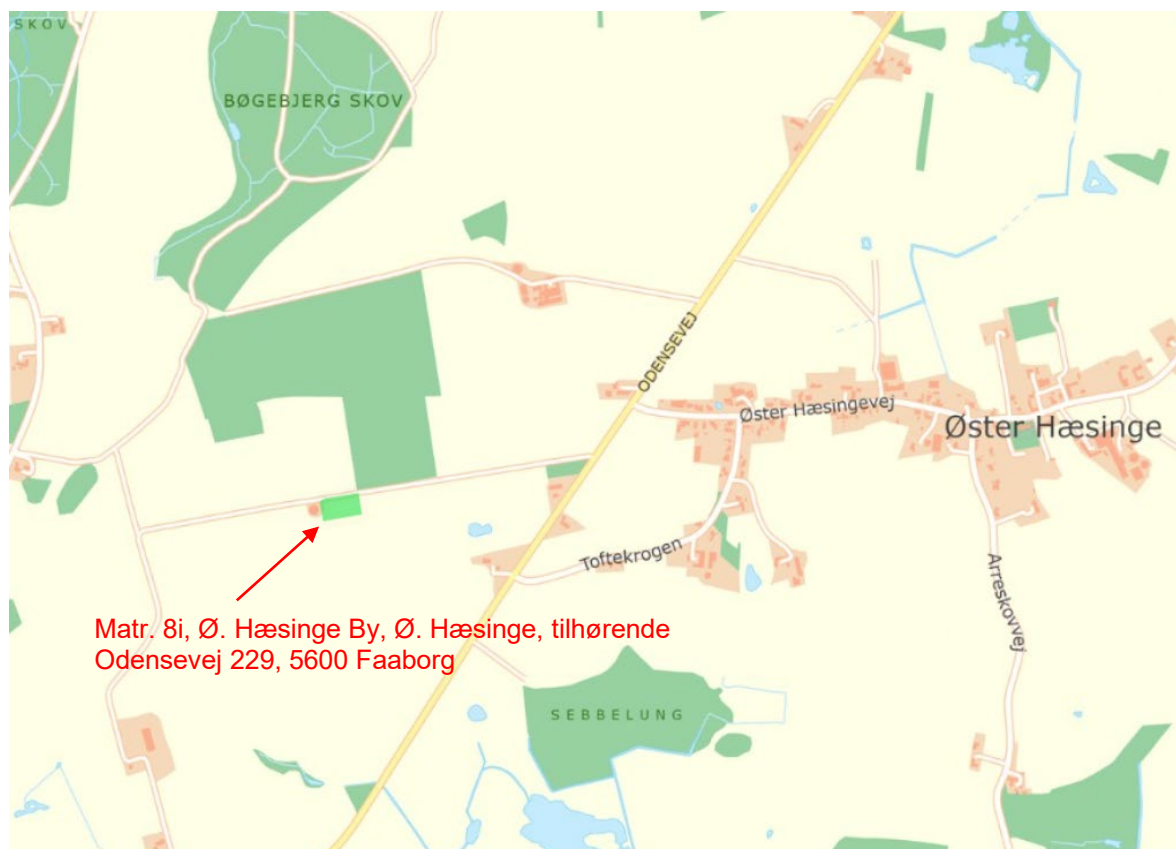 SKOV
BØGEBJERG SKOV
ODENSEVEJ
Øster Hæsingevej
Øster Hæsinge
Toftekrogen
Arreskovvej
Matr. 8i, Ø. Hæsinge By, Ø. Hæsinge, tilhørende
Odensevej 229, 5600 Faaborg
SEBBELUNG